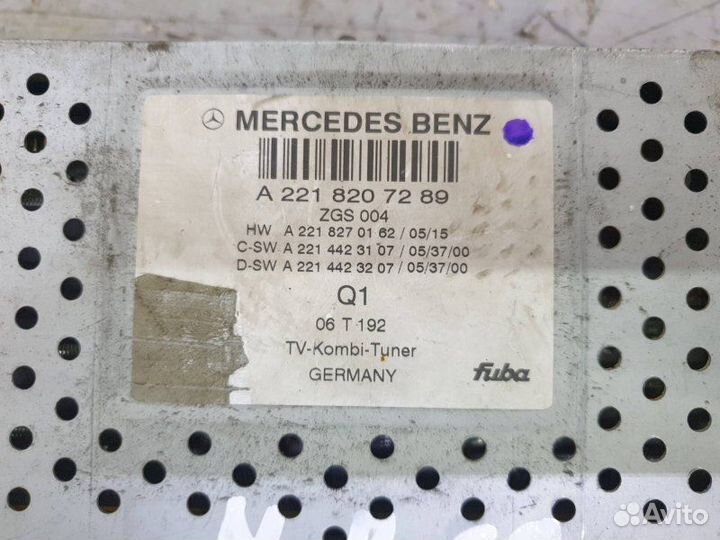 MERCEDES BENZ
A 221 820 72 89
ZGS 004
HW A 221 827 01 62 / 05/15
C-SW A 221 442 31 07 / 05/37/00
D-SW A 221 442 32 07 / 05/37/00
Q1
06 T 192
TV-Kombi-Tuner
GERMANY
fuba
Avito